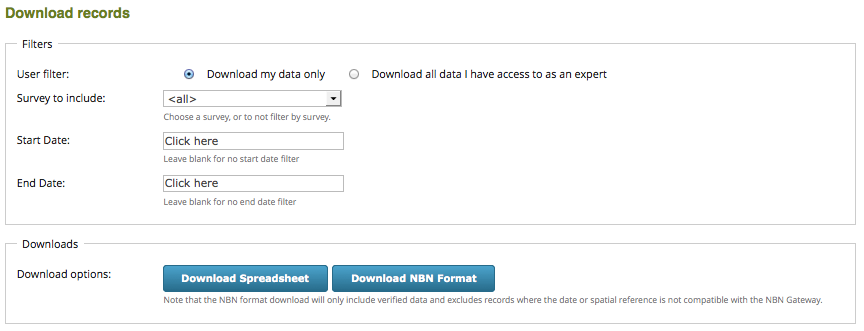 Download records
Filters
User filter: Download my data only Download all data I have access to as an expert
Survey to include: <all>
Choose a survey, or to not filter by survey.
Start Date: Click here
Leave blank for no start date filter
End Date: Click here
Leave blank for no end date filter
Downloads
Download options: Download Spreadsheet Download NBN Format
Note that the NBN format download will only include verified data and excludes records where the date or spatial reference is not compatible with the NBN Gateway.